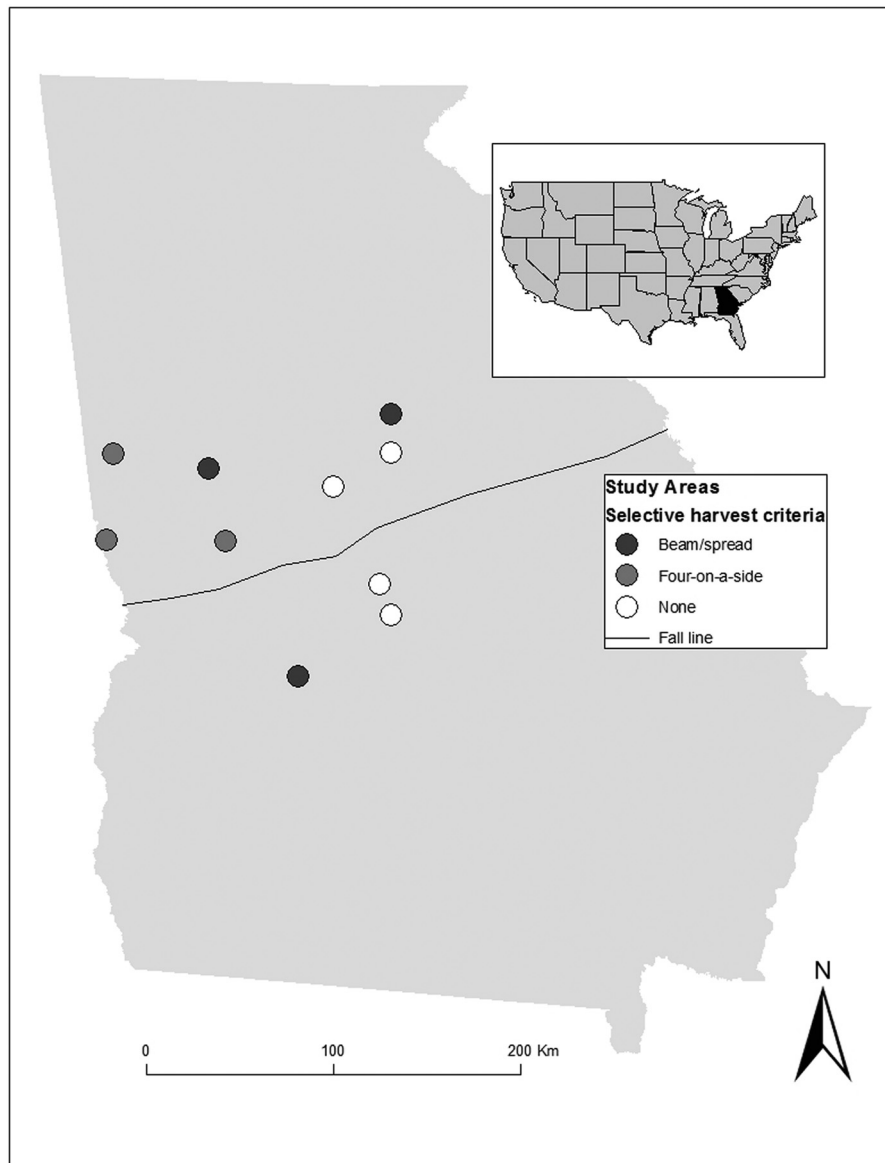 Study Areas
Selective harvest criteria
Beam/spread
Four-on-a-side
None
Fall line
N
0 100 200 Km